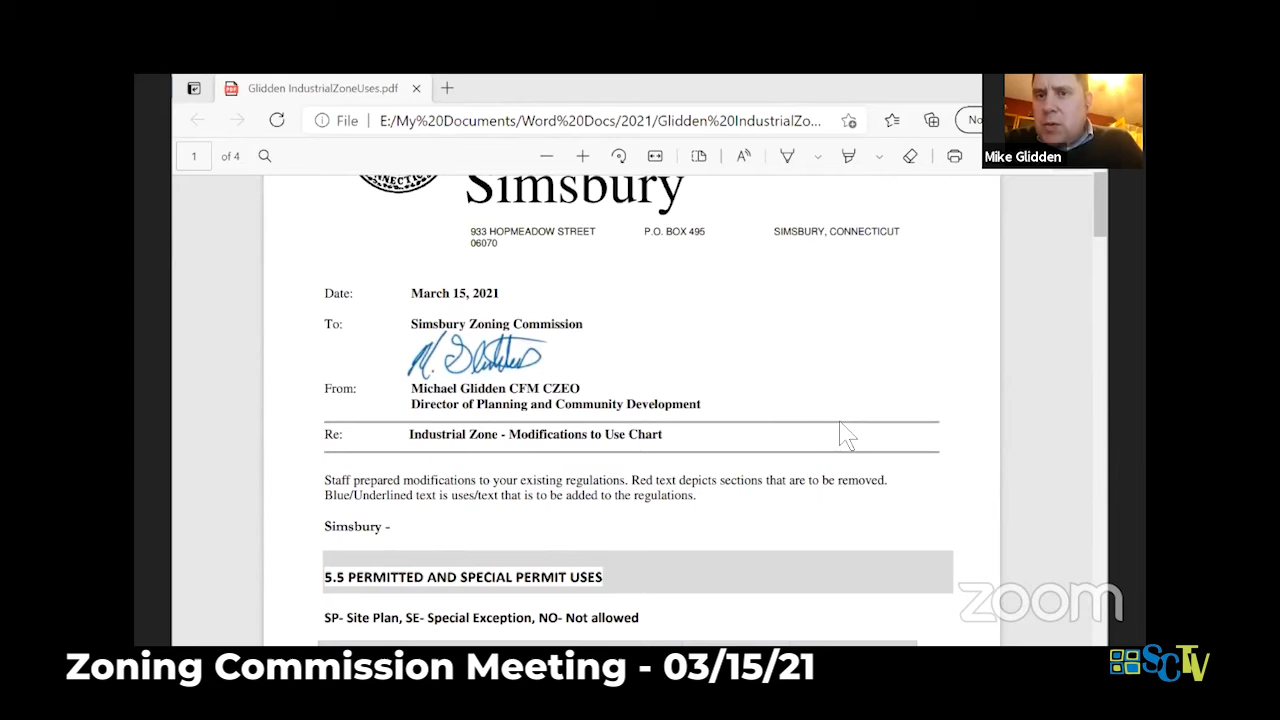 Glidden IndustrialZoneUses.pdf
File E:/My%20Documents/Word%20Docs/2021/Glidden%20IndustrialZo...
No
1 of 4
Mike Glidden
Simsbury
933 HOPMEADOW STREET P.O. BOX 495 SIMSBURY, CONNECTICUT
06070
Date: March 15, 2021
To: Simsbury Zoning Commission
M. Glidden
From: Michael Glidden CFM CZEO
Director of Planning and Community Development
Re: Industrial Zone - Modifications to Use Chart
Staff prepared modifications to your existing regulations. Red text depicts sections that are to be removed.
Blue/Underlined text is uses/text that is to be added to the regulations.
Simsbury -
5.5 PERMITTED AND SPECIAL PERMIT USES
SP- Site Plan, SE- Special Exception, NO- Not allowed
zoom
Zoning Commission Meeting - 03/15/21
SCTV